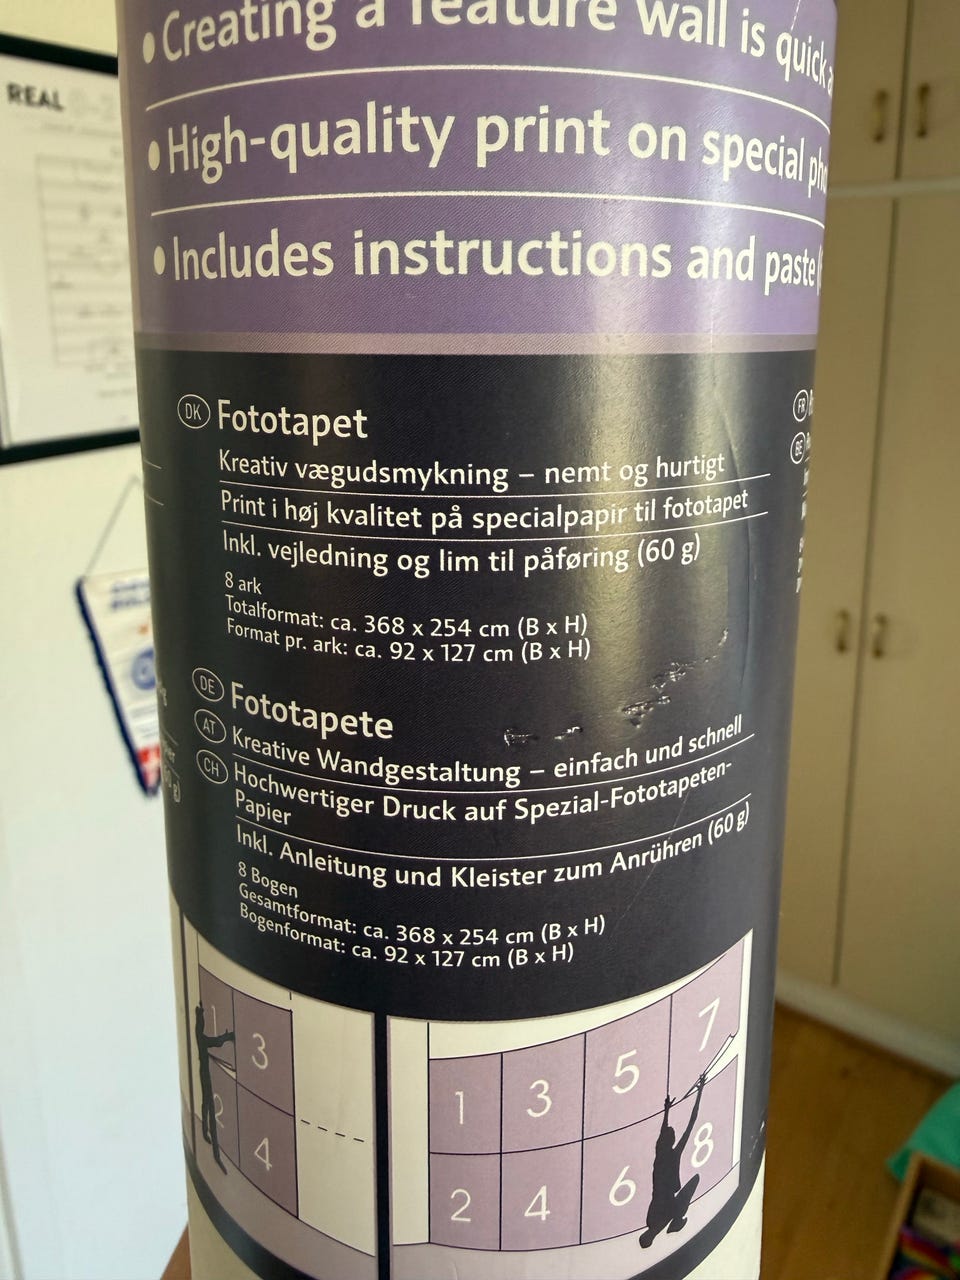 REAL
• Creating a feature wall is quick
• High-quality print on special
• Includes instructions and paste
DK Fototapet
Kreativ vægudsmykning – nemt og hurtigt
Print i høj kvalitet på specialpapir til fototapet
Inkl. vejledning og lim til påføring (60 g)
8 ark
Totalformat: ca. 368 x 254 cm (B x H)
Format pr. ark: ca. 92 x 127 cm (B x H)
FR
BE
DE
AT
CH
Fototapete
Kreative Wandgestaltung – einfach und schnell
Hochwertiger Druck auf Spezial-Fototapeten-
Papier
Inkl. Anleitung und Kleister zum Anrühren (60 g)
8 Bogen
Gesamtformat: ca. 368 x 254 cm (B x H)
Bogenformat: ca. 92 x 127 cm (B x H)
1 3
2 4
1 3 5 7
2 4 6 8